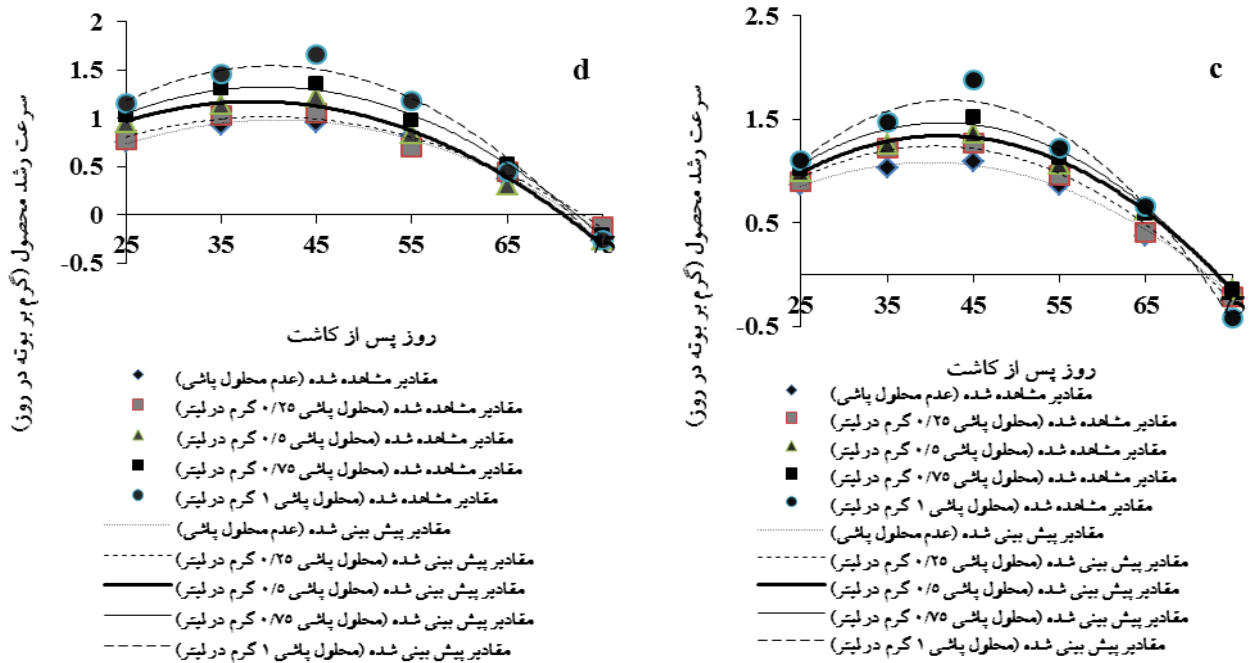 d
سرعت رشد محصول (گرم بر بوته در روز)
2
1.5
1
0.5
0
-0.5
25 35 45 55 65 75
روز پس از کاشت
مقادیر مشاهده شده (عدم محلول پاشی)
مقادیر مشاهده شده (محلول پاشی ۰/۲۵ گرم در لیتر)
مقادیر مشاهده شده (محلول پاشی ۰/۵ گرم در لیتر)
مقادیر مشاهده شده (محلول پاشی ۰/۷۵ گرم در لیتر)
مقادیر مشاهده شده (محلول پاشی ۱ گرم در لیتر)
مقادیر پیش بینی شده (عدم محلول پاشی)
مقادیر پیش بینی شده (محلول پاشی ۰/۲۵ گرم در لیتر)
مقادیر پیش بینی شده (محلول پاشی ۰/۵ گرم در لیتر)
مقادیر پیش بینی شده (محلول پاشی ۰/۷۵ گرم در لیتر)
مقادیر پیش بینی شده (محلول پاشی ۱ گرم در لیتر)
c
سرعت رشد محصول (گرم بر بوته در روز)
2.5
1.5
0.5
-0.5
25 35 45 55 65 75
روز پس از کاشت
مقادیر مشاهده شده (عدم محلول پاشی)
مقادیر مشاهده شده (محلول پاشی ۰/۲۵ گرم در لیتر)
مقادیر مشاهده شده (محلول پاشی ۰/۵ گرم در لیتر)
مقادیر مشاهده شده (محلول پاشی ۰/۷۵ گرم در لیتر)
مقادیر مشاهده شده (محلول پاشی ۱ گرم در لیتر)
مقادیر پیش بینی شده (عدم محلول پاشی)
مقادیر پیش بینی شده (محلول پاشی ۰/۲۵ گرم در لیتر)
مقادیر پیش بینی شده (محلول پاشی ۰/۵ گرم در لیتر)
مقادیر پیش بینی شده (محلول پاشی ۰/۷۵ گرم در لیتر)
مقادیر پیش بینی شده (محلول پاشی ۱ گرم در لیتر)